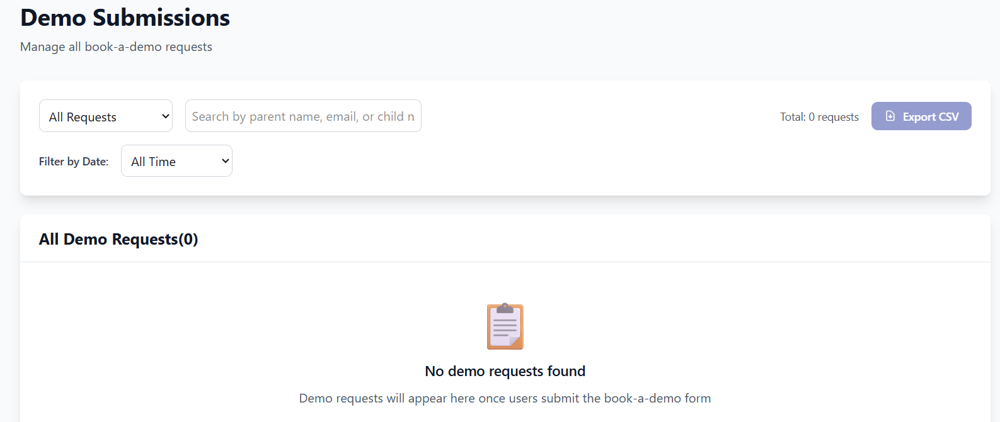 Demo Submissions
Manage all book-a-demo requests
All Requests
Search by parent name, email, or child n
Total: 0 requests
Export CSV
Filter by Date:
All Time
All Demo Requests(0)
No demo requests found
Demo requests will appear here once users submit the book-a-demo form